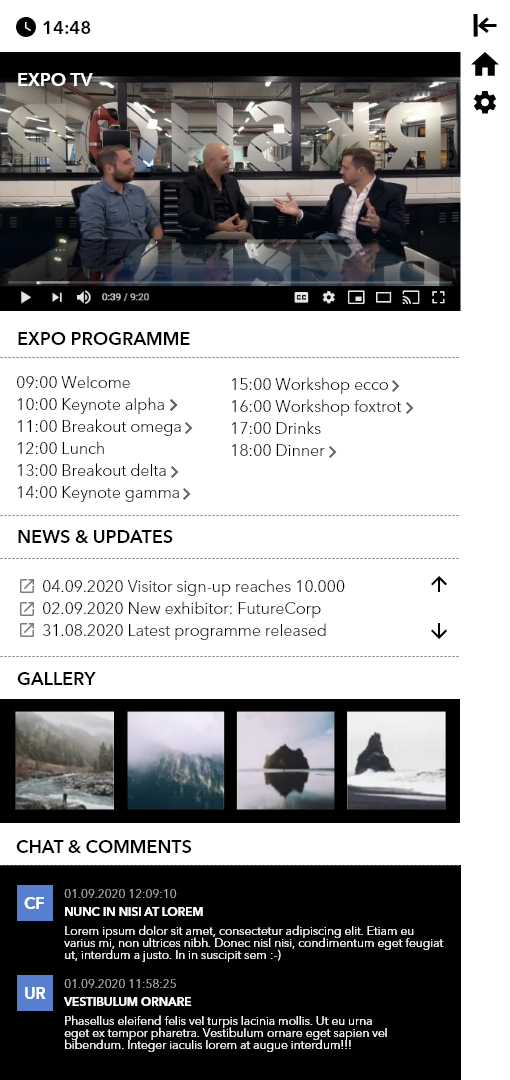 14:48
EXPO TV
0:39 / 9:20
CC
EXPO PROGRAMME
09:00 Welcome
10:00 Keynote alpha
11:00 Breakout omega
12:00 Lunch
13:00 Breakout delta
14:00 Keynote gamma
15:00 Workshop ecco
16:00 Workshop foxtrot
17:00 Drinks
18:00 Dinner
NEWS & UPDATES
04.09.2020 Visitor sign-up reaches 10.000
02.09.2020 New exhibitor: FutureCorp
31.08.2020 Latest programme released
GALLERY
CHAT & COMMENTS
CF
01.09.2020 12:09:10
NUNC IN NISI AT LOREM
Lorem ipsum dolor sit amet, consectetur adipiscing elit. Etiam eu
varius mi, non ultrices nibh. Donec nisl nisi, condimentum eget feugiat
ut, interdum a justo. In in suscipit sem :-)
UR
01.09.2020 11:58:25
VESTIBULUM ORNARE
Phasellus eleifend felis vel turpis lacinia mollis. Ut eu urna
eget ex tempor pharetra. Vestibulum ornare eget sapien vel
bibendum. Integer iaculis lorem at augue interdum!!!